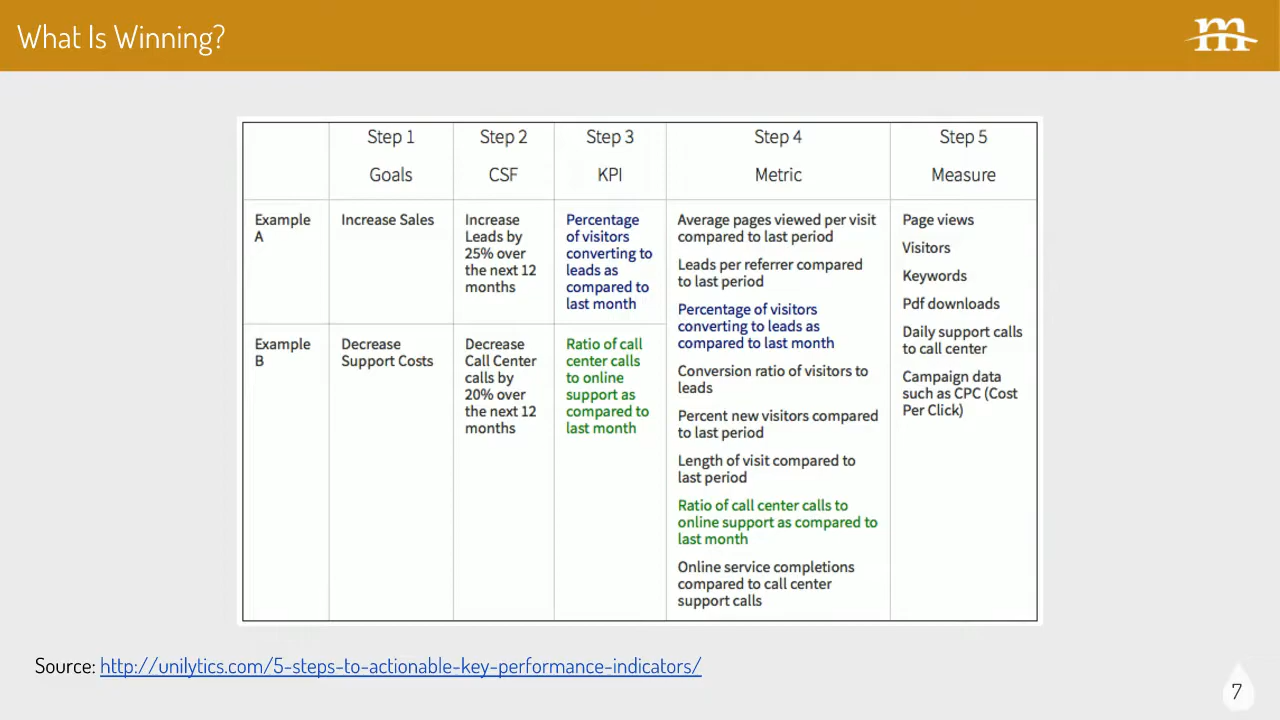 What Is Winning?
m
Step 1
Goals
Step 2
CSF
Step 3
KPI
Step 4
Metric
Step 5
Measure
Example
A
Increase Sales
Increase
Leads by
25% over
the next 12
months
Percentage
of visitors
converting to
leads as
compared to
last month
Example
B
Decrease
Support Costs
Decrease
Call Center
calls by
20% over
the next 12
months
Ratio of call
center calls
to online
support as
compared to
last month
Average pages viewed per visit
compared to last period
Leads per referrer compared
to last period
Percentage of visitors
converting to leads as
compared to last month
Conversion ratio of visitors to
leads
Percent new visitors compared
to last period
Length of visit compared to
last period
Ratio of call center calls to
online support as compared to
last month
Online service completions
compared to call center
support calls
Page views
Visitors
Keywords
Pdf downloads
Daily support calls
to call center
Campaign data
such as CPC (Cost
Per Click)
Source: http://unilytics.com/5-steps-to-actionable-key-performance-indicators/
7